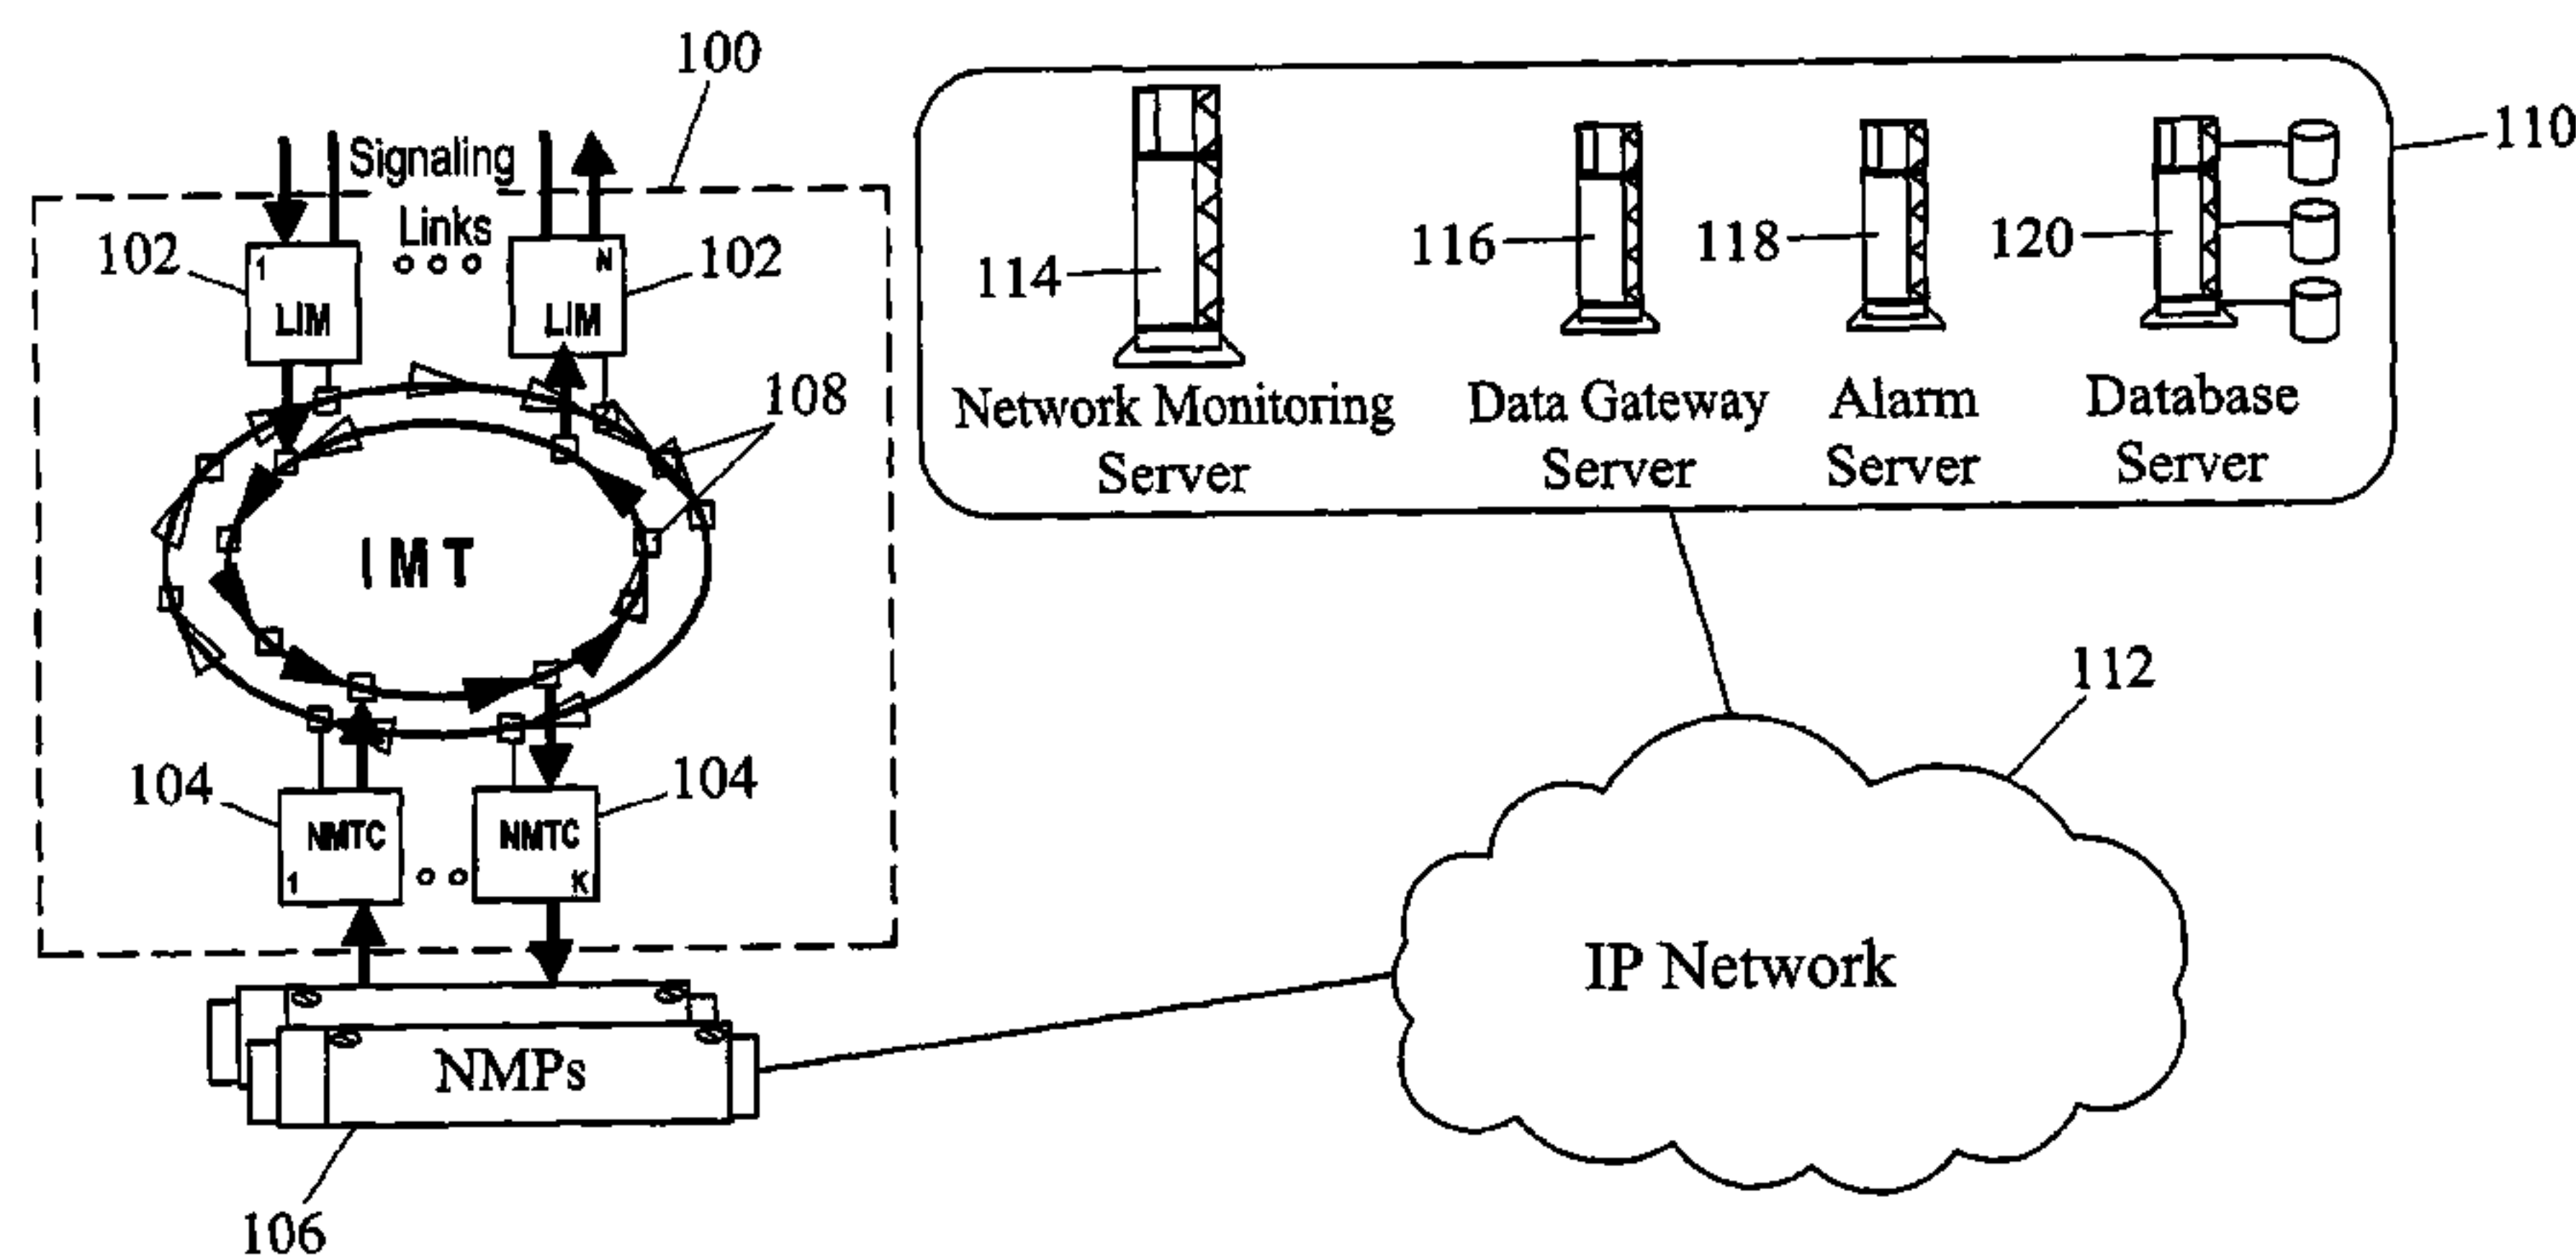 100
Signaling
Links
102
102
1
LIM
N
LIM
108
IMT
104
104
NMTC
1
NMTC
K
NMPs
106
110
114
116
118
120
Network Monitoring
Server
Data Gateway
Server
Alarm
Server
Database
Server
112
IP Network